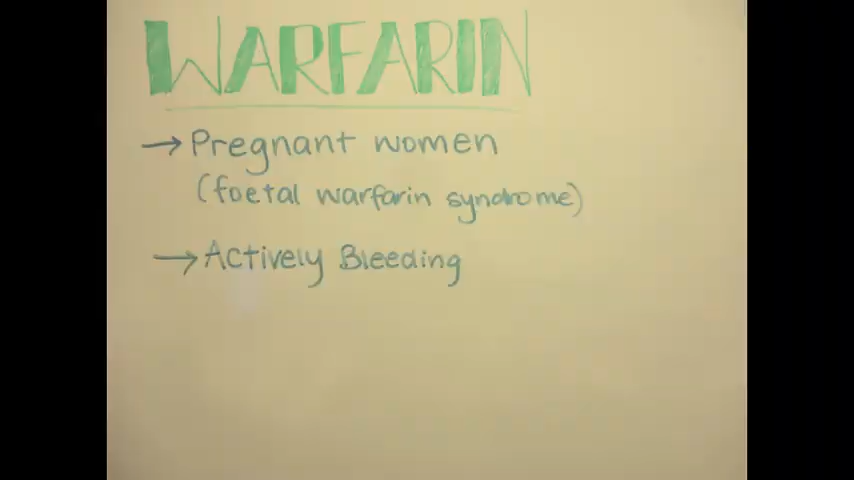 WARFARIN
→ Pregnant women
(foetal warfarin syndrome)
→ Actively Bleeding